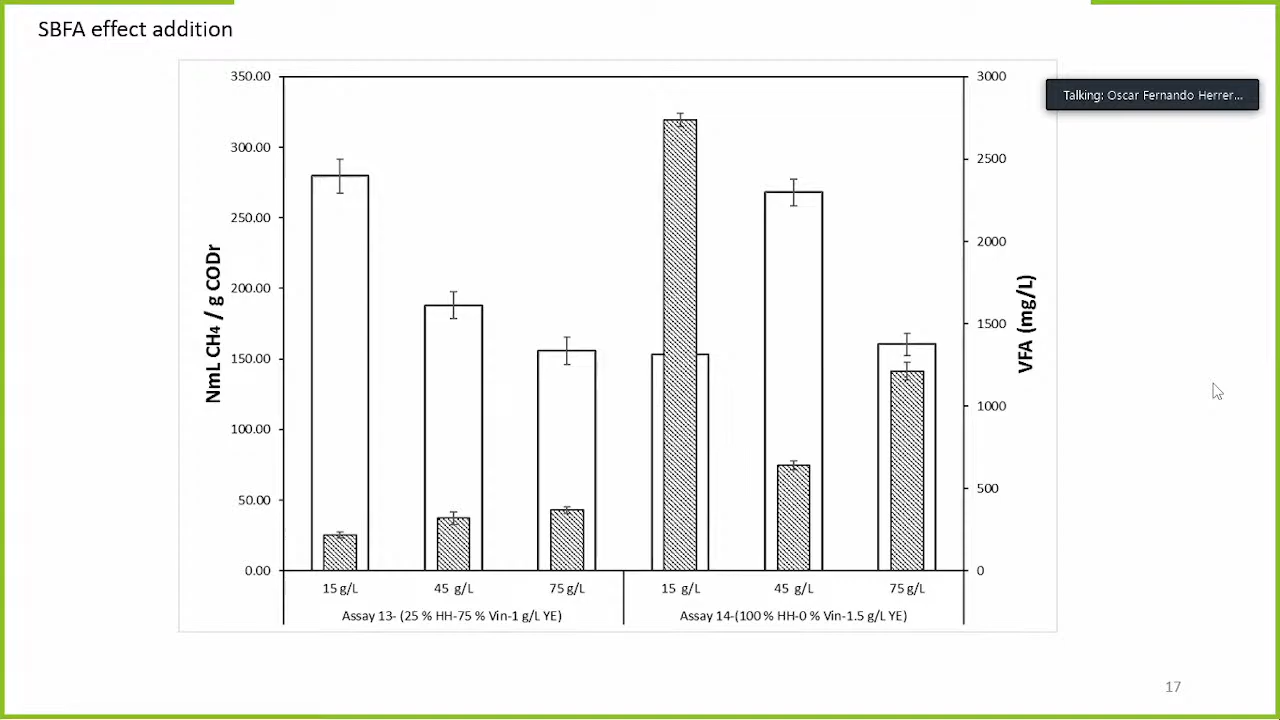 SBFA effect addition
Talking: Oscar Fernando Herrer...
350.00
300.00
250.00
200.00
150.00
100.00
50.00
0.00
NmL CH4 / g CODr
3000
2500
2000
1500
1000
500
0
VFA (mg/L)
15 g/L 45 g/L 75 g/L 15 g/L 45 g/L 75 g/L
Assay 13- (25 % HH-75 % Vin-1 g/L YE) Assay 14-(100 % HH-0 % Vin-1.5 g/L YE)
17